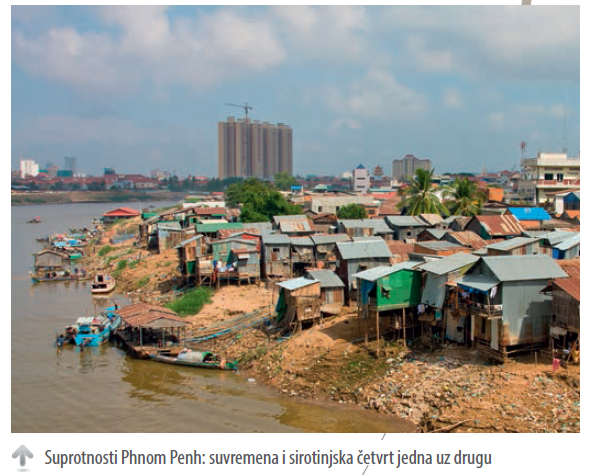 Suprotnosti Phnom Penh: suvremena i sirotinjska četvrt jedna uz drugu